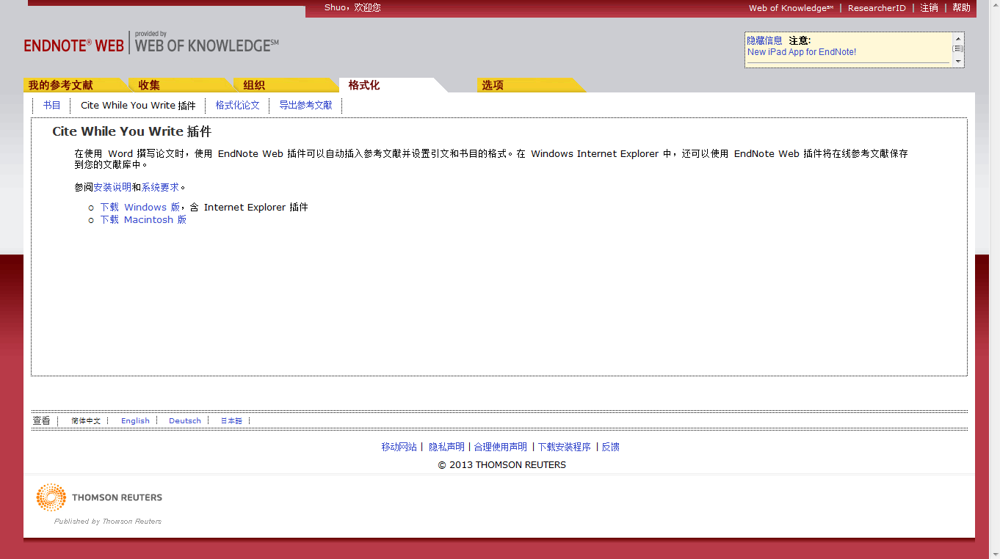 Shuo，欢迎您
Web of Knowledge℠ | ResearcherID | 注销 | 帮助
ENDNOTE® WEB | provided by WEB OF KNOWLEDGE℠
隐藏信息 注意:
New iPad App for EndNote!
我的参考文献 收集 组织 格式化 选项
书目 Cite While You Write 插件 格式化论文 导出参考文献
Cite While You Write 插件
在使用 Word 撰写论文时，使用 EndNote Web 插件可以自动插入参考文献并设置引文和书目的格式。在 Windows Internet Explorer 中，还可以使用 EndNote Web 插件将在线参考文献保存
到您的文献库中。
参阅安装说明和系统要求。
o 下载 Windows 版，含 Internet Explorer 插件
o 下载 Macintosh 版
查看 简体中文 English Deutsch 日本語
移动网站 | 隐私声明 | 合理使用声明 | 下载安装程序 | 反馈
© 2013 THOMSON REUTERS
THOMSON REUTERS
Published by Thomson Reuters